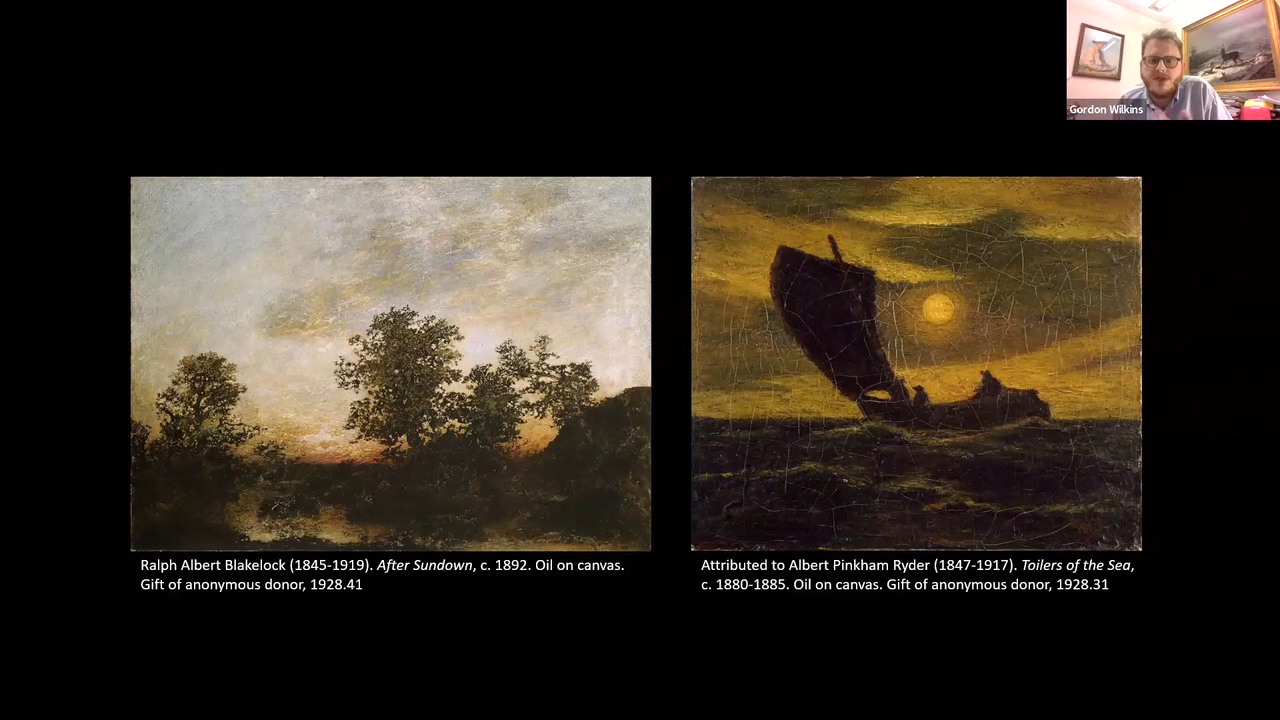 Gordon Wilkins
Ralph Albert Blakelock (1845-1919). After Sundown, c. 1892. Oil on canvas.
Gift of anonymous donor, 1928.41
Attributed to Albert Pinkham Ryder (1847-1917). Toilers of the Sea,
c. 1880-1885. Oil on canvas. Gift of anonymous donor, 1928.31